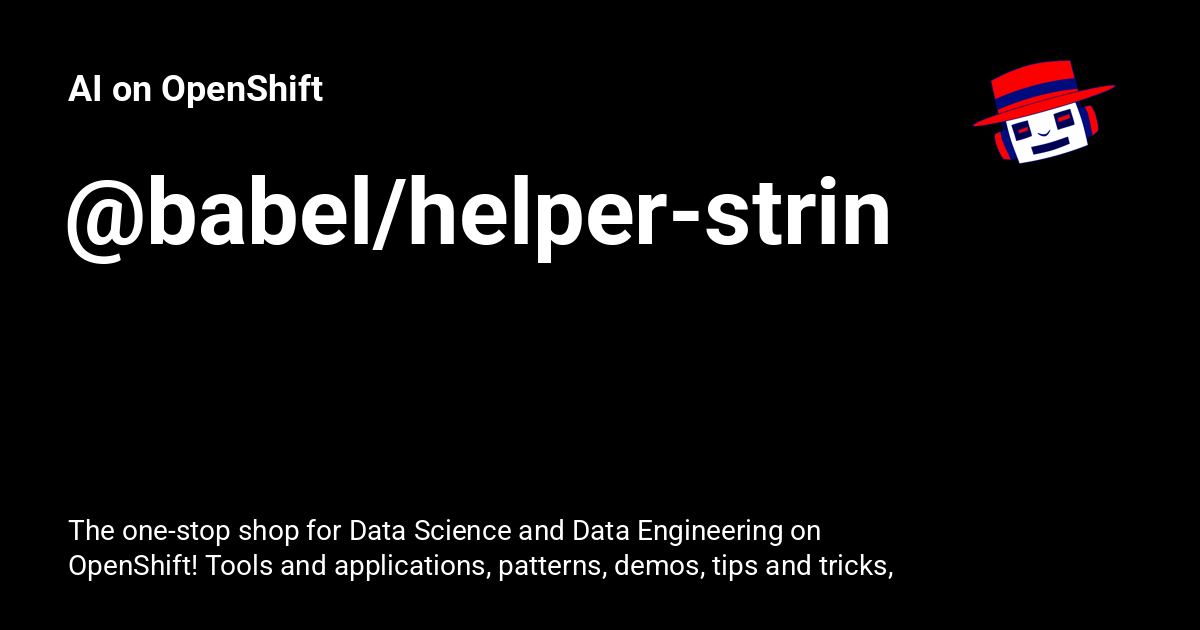 AI on OpenShift
@babel/helper-strin
The one-stop shop for Data Science and Data Engineering on
OpenShift! Tools and applications, patterns, demos, tips and tricks,